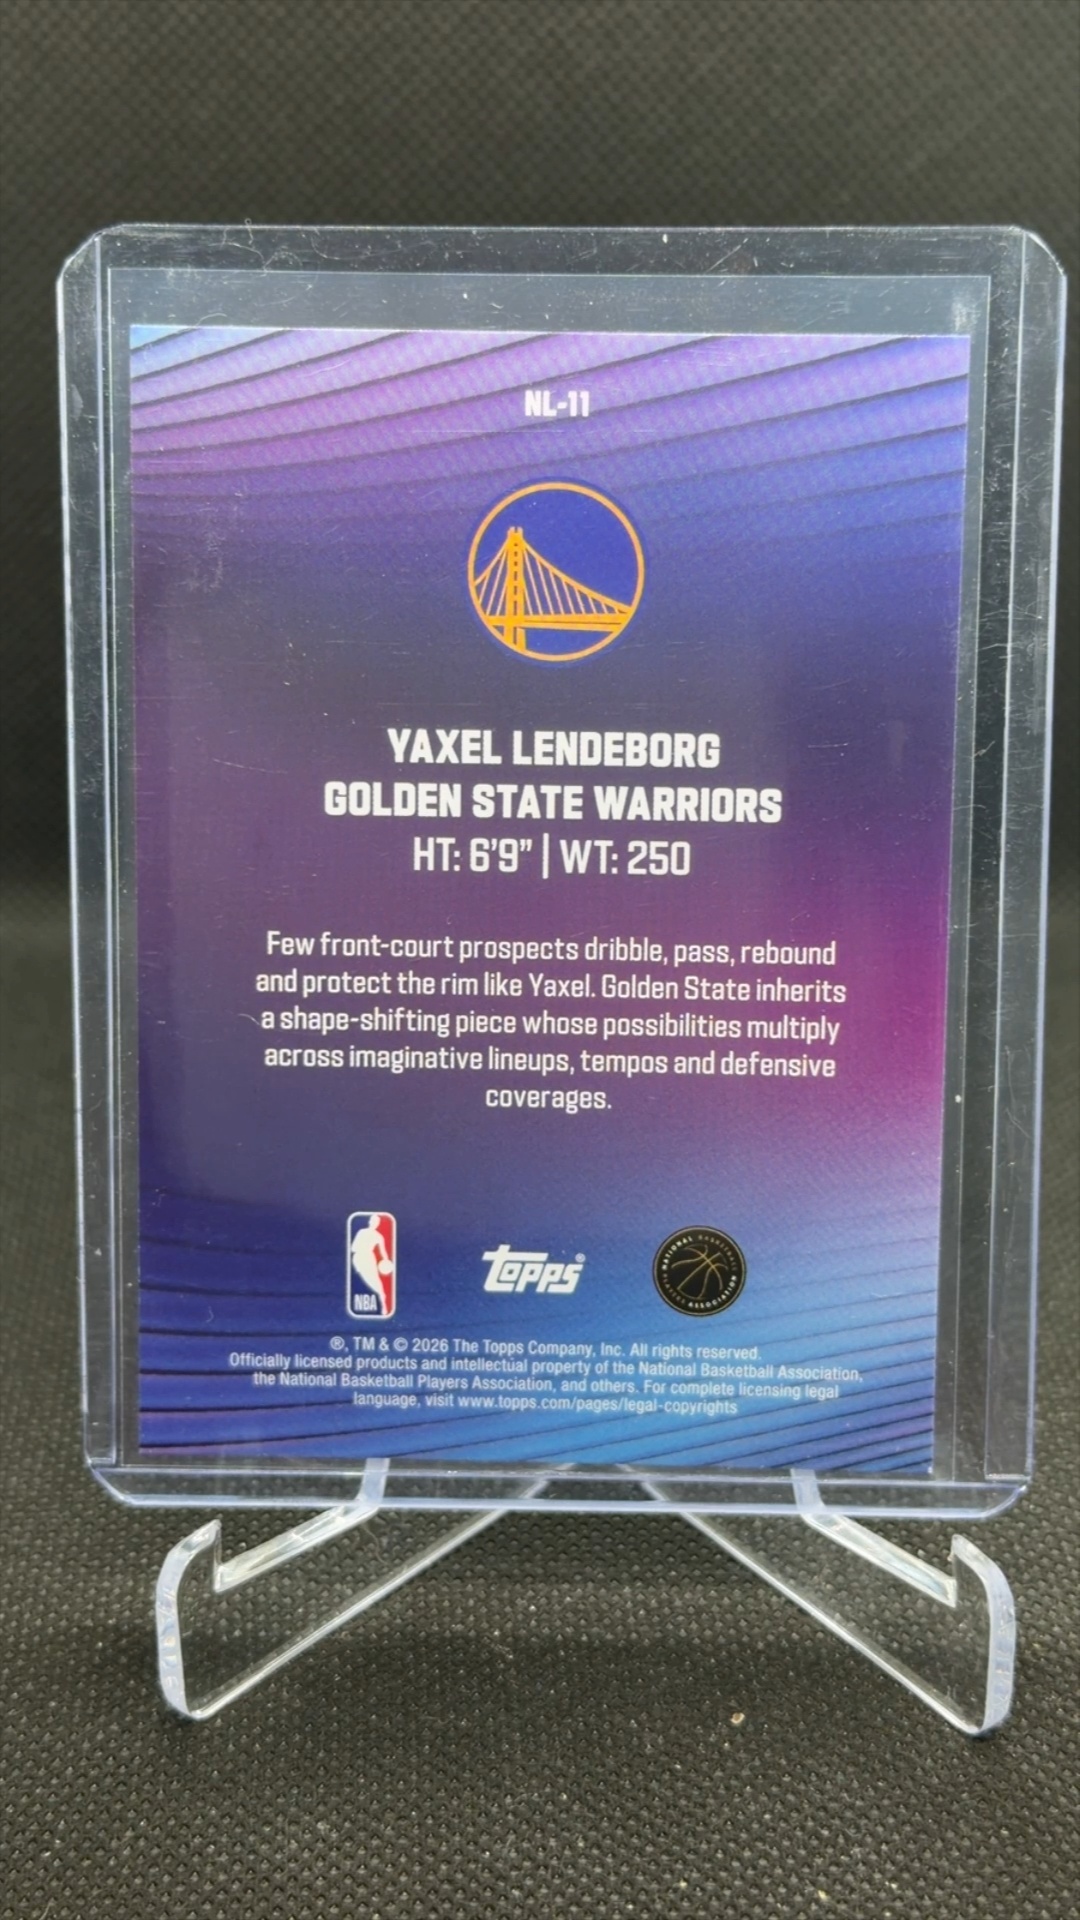 NL-11
YAXEL LENDEBORG
GOLDEN STATE WARRIORS
HT: 6'9" | WT: 250
Few front-court prospects dribble, pass, rebound
and protect the rim like Yaxel. Golden State inherits
a shape-shifting piece whose possibilities multiply
across imaginative lineups, tempos and defensive
coverages.
NBA
topps®
NATIONAL BASKETBALL PLAYERS ASSOCIATION
®, TM & © 2026 The Topps Company, Inc. All rights reserved.
Officially licensed products and intellectual property of the National Basketball Association,
the National Basketball Players Association, and others. For complete licensing legal
language, visit www.topps.com/pages/legal-copyrights